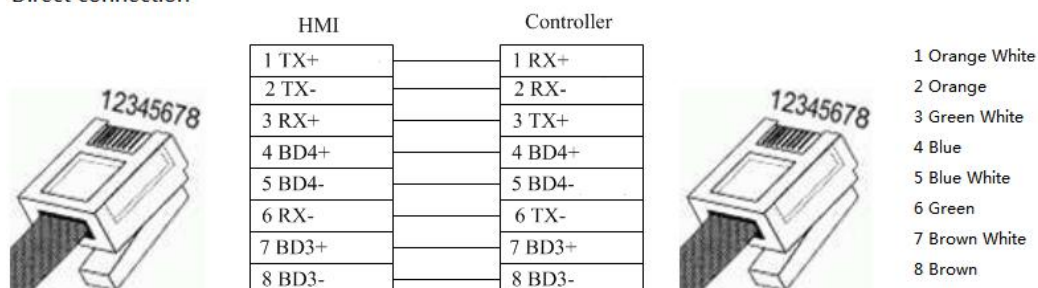 HMI
Controller
1 TX+
1 RX+
2 TX-
2 RX-
3 RX+
3 TX+
4 BD4+
4 BD4+
5 BD4-
5 BD4-
6 RX-
6 TX-
7 BD3+
7 BD3+
8 BD3-
8 BD3-
12345678
12345678
1 Orange White
2 Orange
3 Green White
4 Blue
5 Blue White
6 Green
7 Brown White
8 Brown